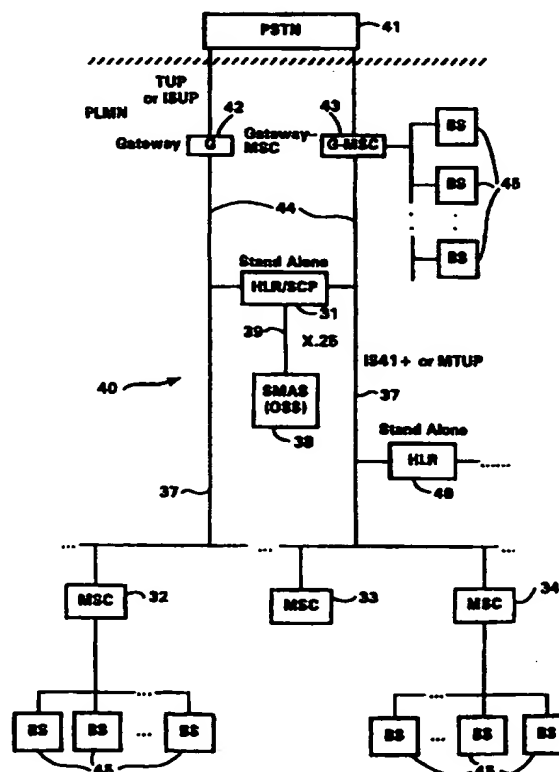 PSTN
41
TUP
or ISUP
PLMN
42
43
Gateway
G
Gateway-
MSC
G-MSC
BS
BS
45
BS
44
Stand Alone
HLR/SCP
31
39
X.25
IS41+ or MTUP
40
SMAS
(OSS)
38
37
Stand Alone
HLR
37
MSC
32
MSC
33
MSC
34
BS
BS
BS
BS
BS
BS
45